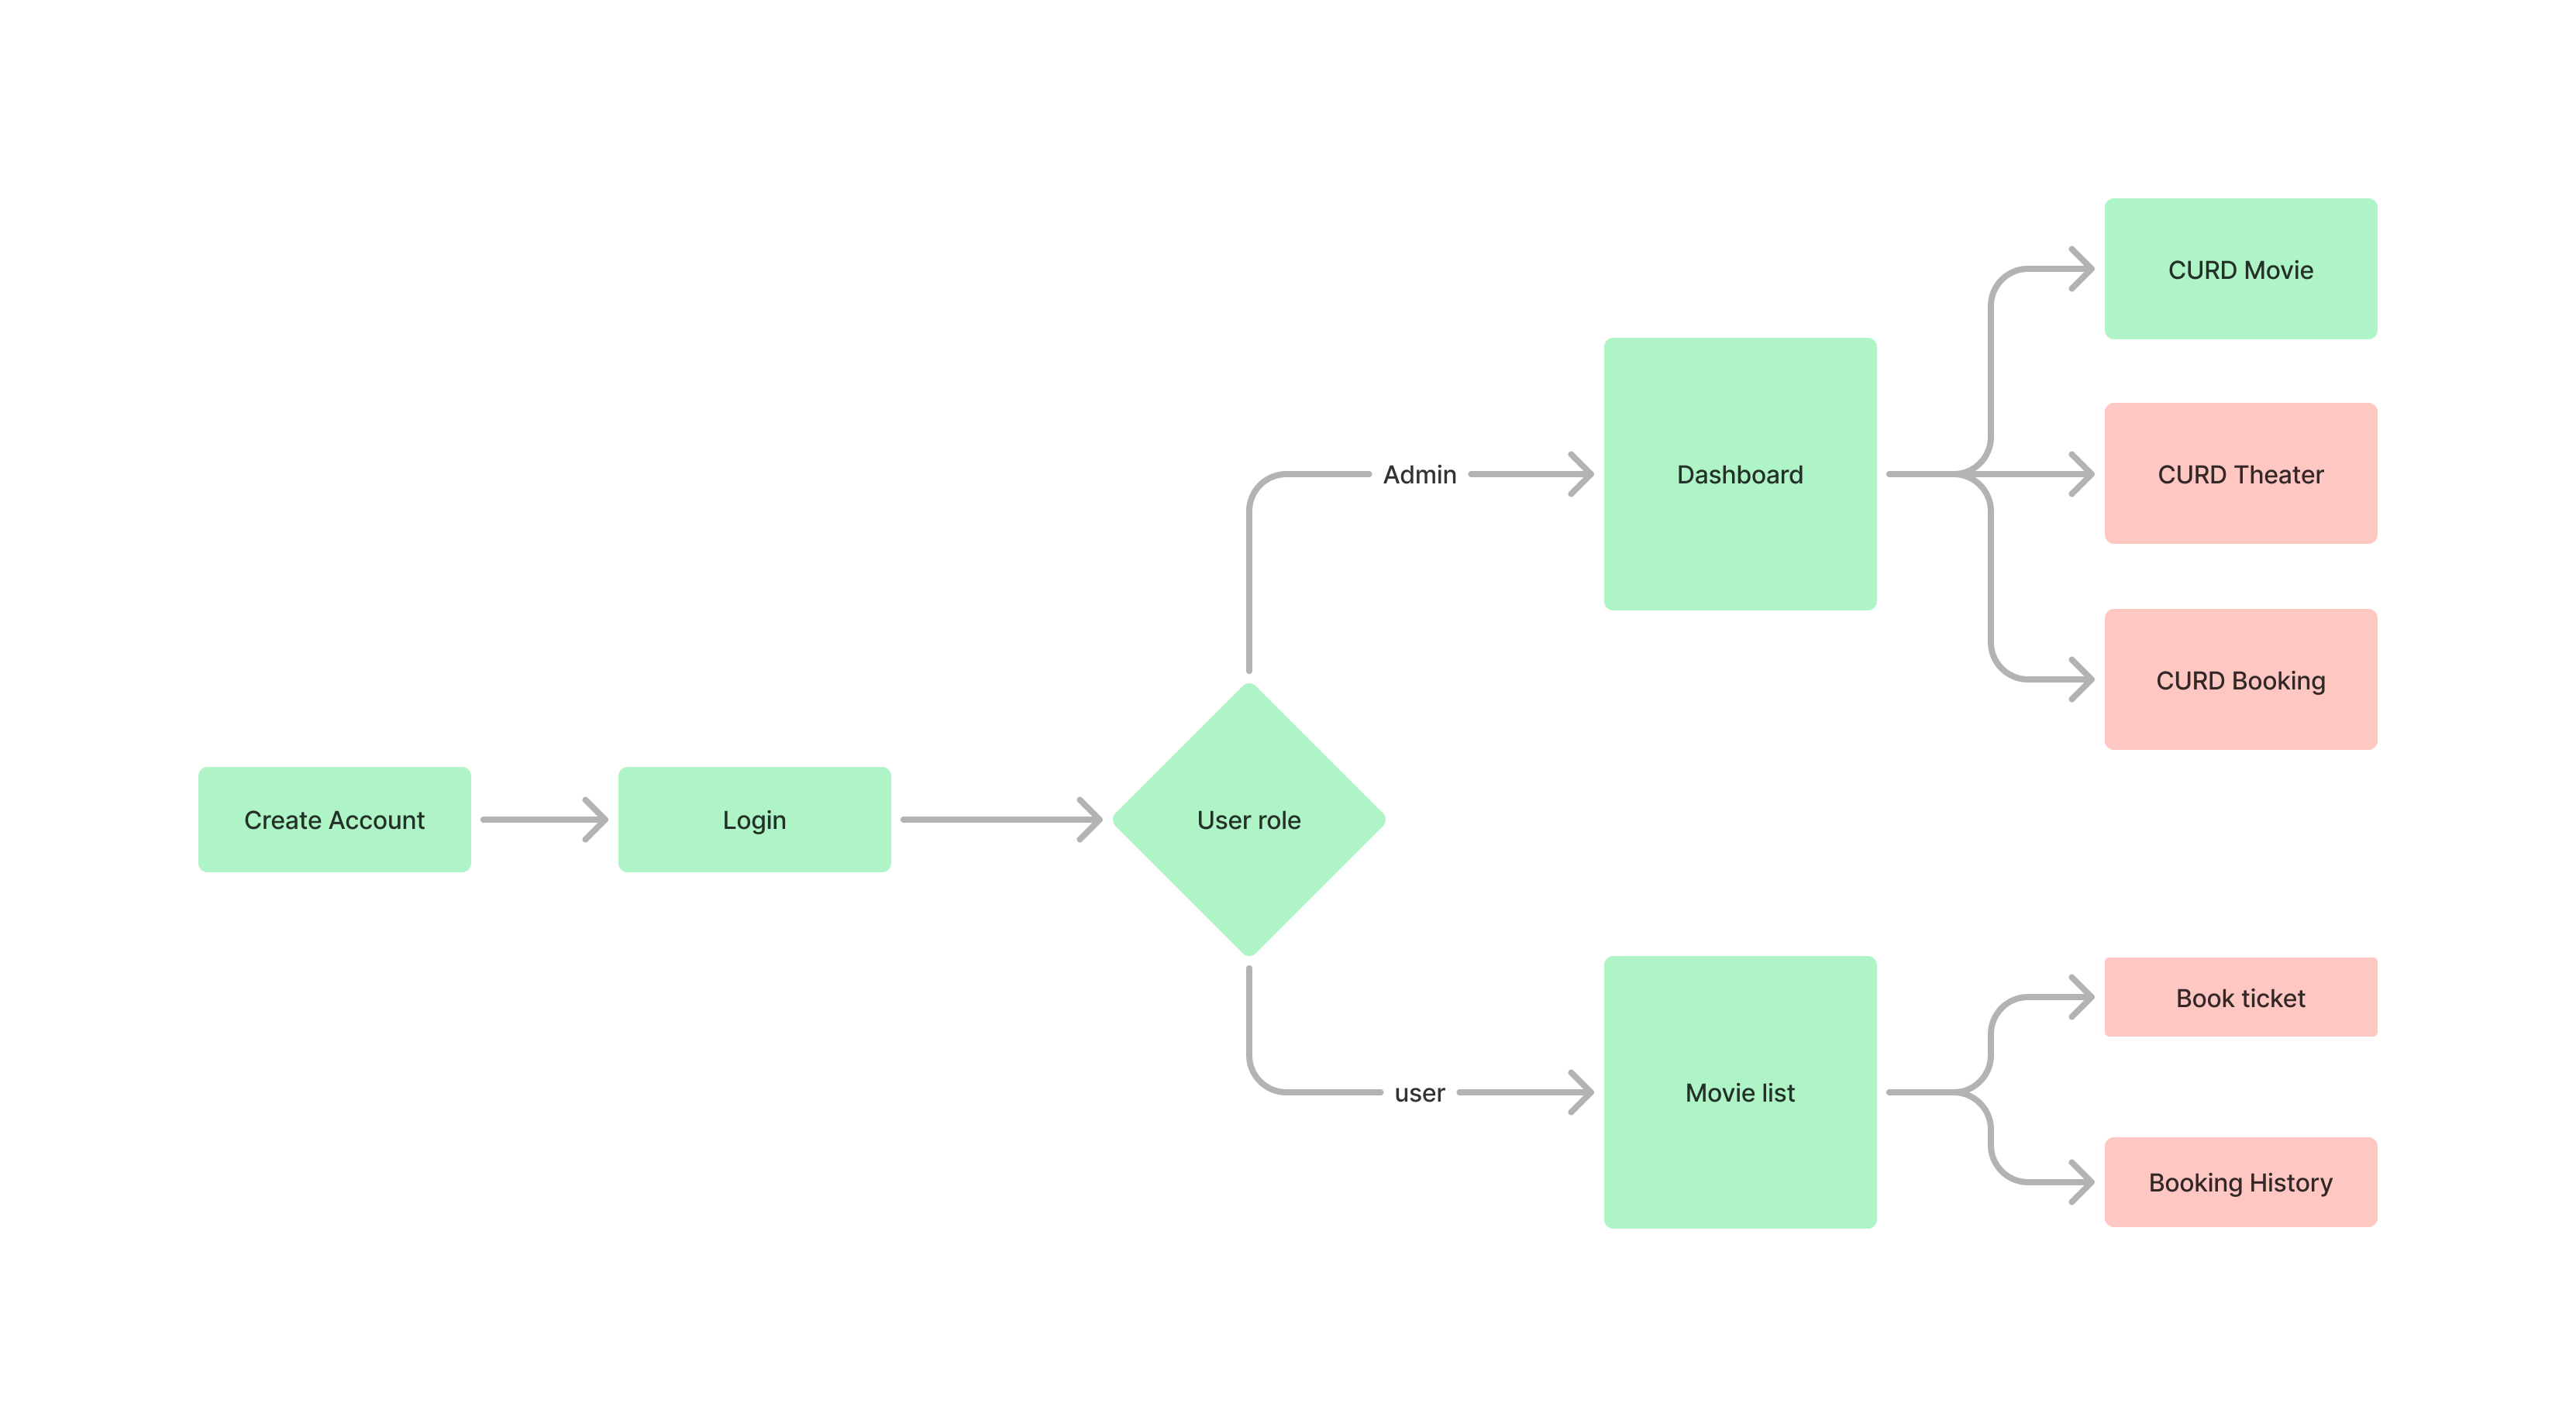 Create Account
Login
User role
Admin
Dashboard
CURD Movie
CURD Theater
CURD Booking
user
Movie list
Book ticket
Booking History